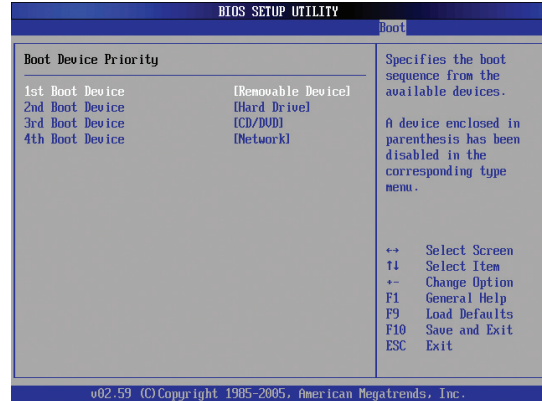 BIOS SETUP UTILITY
Boot
Boot Device Priority
1st Boot Device [Removable Device]
2nd Boot Device [Hard Drive]
3rd Boot Device [CD/DVD]
4th Boot Device [Network]
Specifies the boot
sequence from the
available devices.
A device enclosed in
parenthesis has been
disabled in the
corresponding type
menu.
↔ Select Screen
↑↓ Select Item
+- Change Option
F1 General Help
F9 Load Defaults
F10 Save and Exit
ESC Exit
v02.59 (C)Copyright 1985-2005, American Megatrends, Inc.